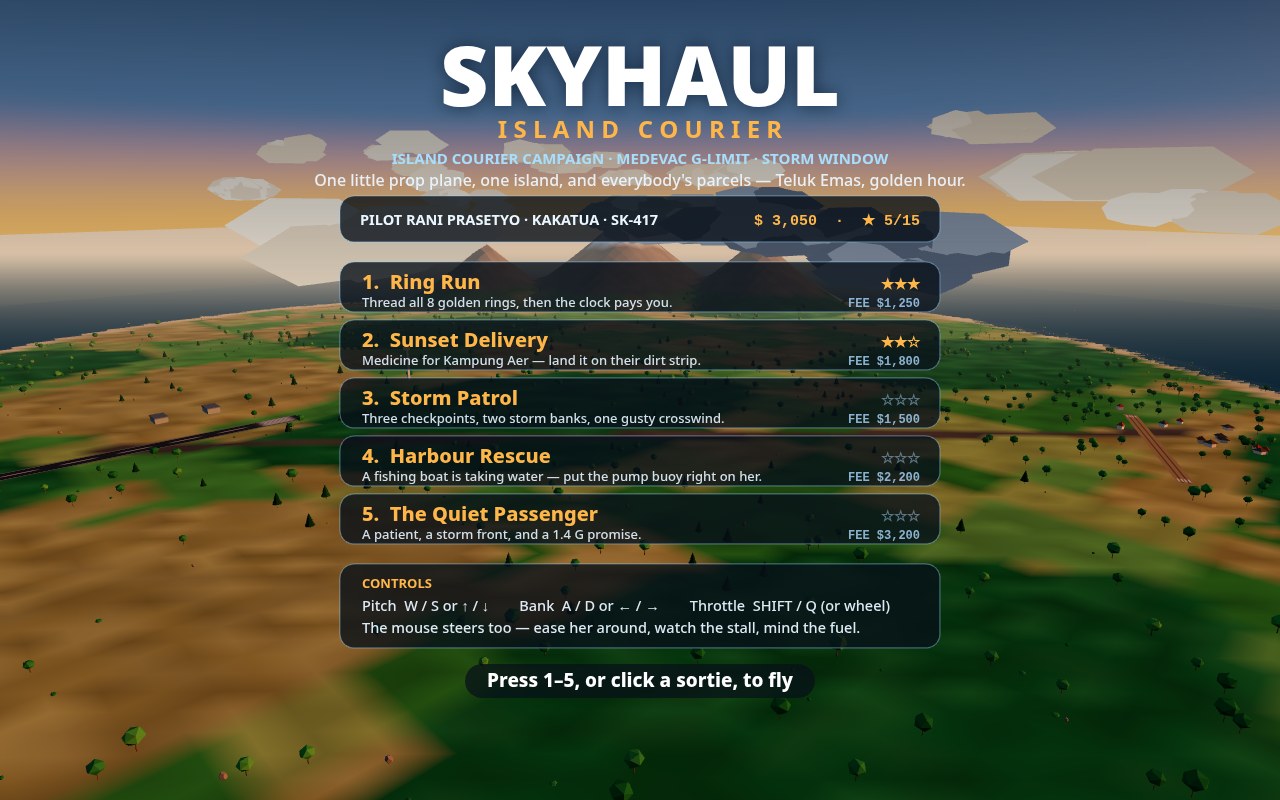 SKYHAUL
ISLAND COURIER
ISLAND COURIER CAMPAIGN · MEDEVAC G-LIMIT · STORM WINDOW
One little prop plane, one island, and everybody's parcels — Teluk Emas, golden hour.
PILOT RANI PRASETYO · KAKATUA · SK-417 $ 3,050 · ★ 5/15
1. Ring Run ★★★
Thread all 8 golden rings, then the clock pays you. FEE $1,250
2. Sunset Delivery ★★☆
Medicine for Kampung Aer — land it on their dirt strip. FEE $1,800
3. Storm Patrol ☆☆☆
Three checkpoints, two storm banks, one gusty crosswind. FEE $1,500
4. Harbour Rescue ☆☆☆
A fishing boat is taking water — put the pump buoy right on her. FEE $2,200
5. The Quiet Passenger ☆☆☆
A patient, a storm front, and a 1.4 G promise. FEE $3,200
CONTROLS
Pitch W / S or ↑ / ↓ Bank A / D or ← / → Throttle SHIFT / Q (or wheel)
The mouse steers too — ease her around, watch the stall, mind the fuel.
Press 1–5, or click a sortie, to fly